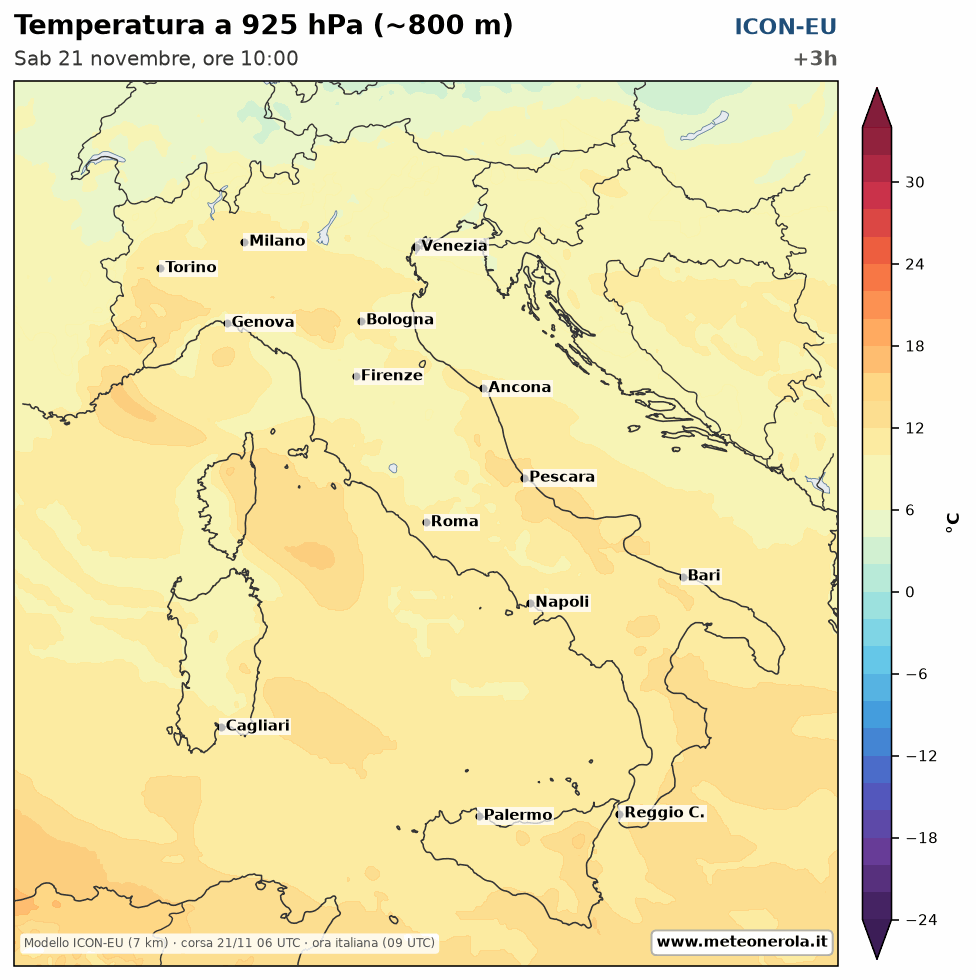 Temperatura a 925 hPa (~800 m)
ICON-EU
Sab 21 novembre, ore 10:00
+3h
Milano
Venezia
Torino
Genova
Bologna
Firenze
Ancona
Pescara
Roma
Bari
Napoli
Cagliari
Palermo
Reggio C.
30
24
18
12
6
0
−6
−12
−18
−24
°C
Modello ICON-EU (7 km) · corsa 21/11 06 UTC · ora italiana (09 UTC)
www.meteonerola.it